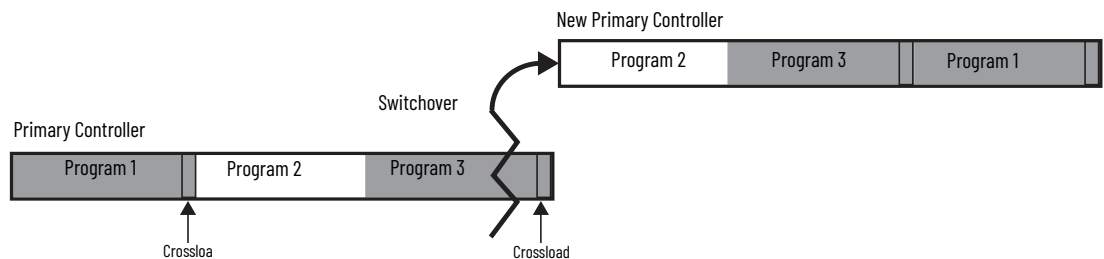 New Primary Controller
Program 2 Program 3 Program 1
Switchover
Primary Controller
Program 1 Program 2 Program 3
Crossloa Crossload